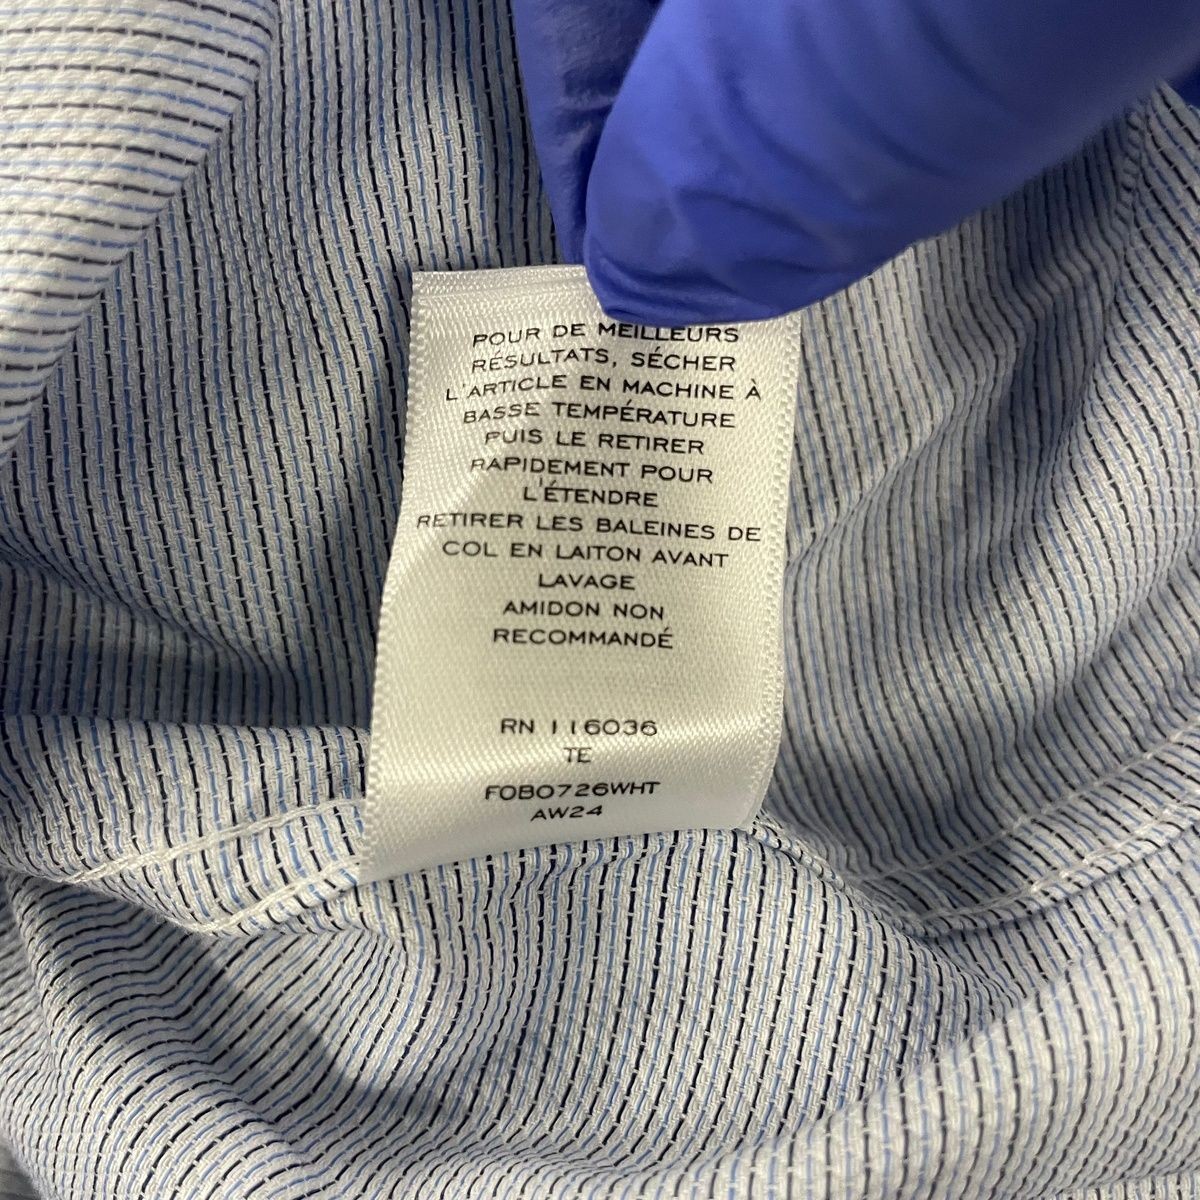 POUR DE MEILLEURS
RÉSULTATS, SÉCHER
L'ARTICLE EN MACHINE À
BASSE TEMPÉRATURE
PUIS LE RETIRER
RAPIDEMENT POUR
L'ÉTENDRE
RETIRER LES BALEINES DE
COL EN LAITON AVANT
LAVAGE
AMIDON NON
RECOMMANDÉ
RN 116036
TE
FOBO726WHT
AW24